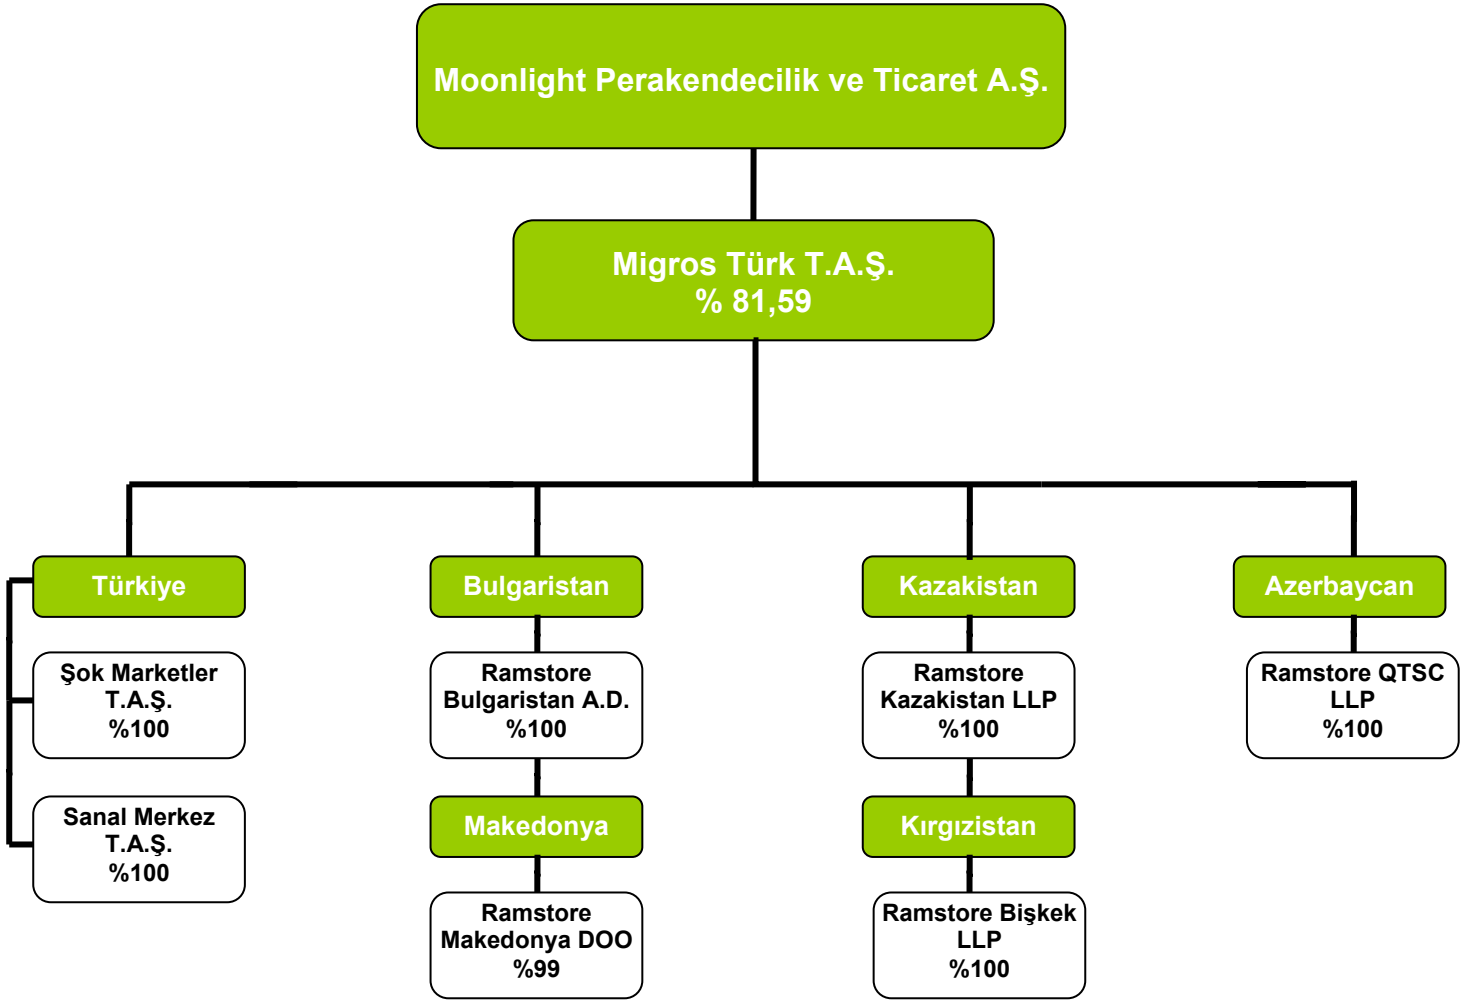 Moonlight Perakendecilik ve Ticaret A.Ş.
Migros Türk T.A.Ş.
% 81,59
Türkiye
Bulgaristan
Kazakistan
Azerbaycan
Şok Marketler
T.A.Ş.
%100
Ramstore
Bulgaristan A.D.
%100
Ramstore
Kazakistan LLP
%100
Ramstore QTSC
LLP
%100
Sanal Merkez
T.A.Ş.
%100
Makedonya
Kırgızistan
Ramstore
Makedonya DOO
%99
Ramstore Bişkek
LLP
%100